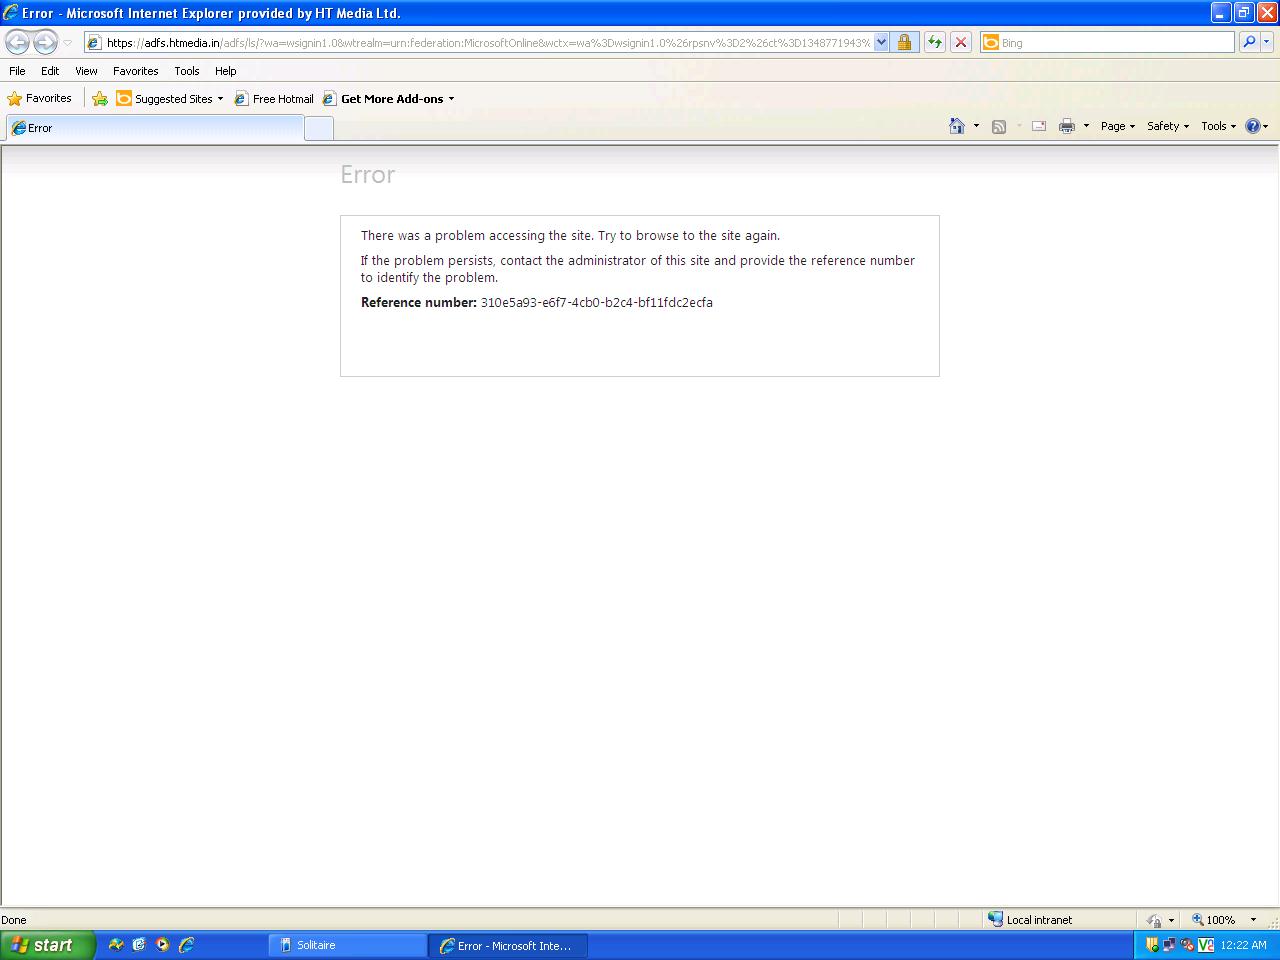 Error - Microsoft Internet Explorer provided by HT Media Ltd.
https://adfs.htmedia.in/adfs/ls/?wa=wsignin1.0&wtrealm=urn:federation:MicrosoftOnline&wctx=wa%3Dwsignin1.0%26rpsnv%3D2%26ct%3D1348771943%
Bing
File Edit View Favorites Tools Help
Favorites Suggested Sites Free Hotmail Get More Add-ons
Error Page Safety Tools
Error
There was a problem accessing the site. Try to browse to the site again.
If the problem persists, contact the administrator of this site and provide the reference number
to identify the problem.
Reference number: 310e5a93-e6f7-4cb0-b2c4-bf11fdc2ecfa
Done Local intranet 100%
start Solitaire Error - Microsoft Inte... 12:22 AM